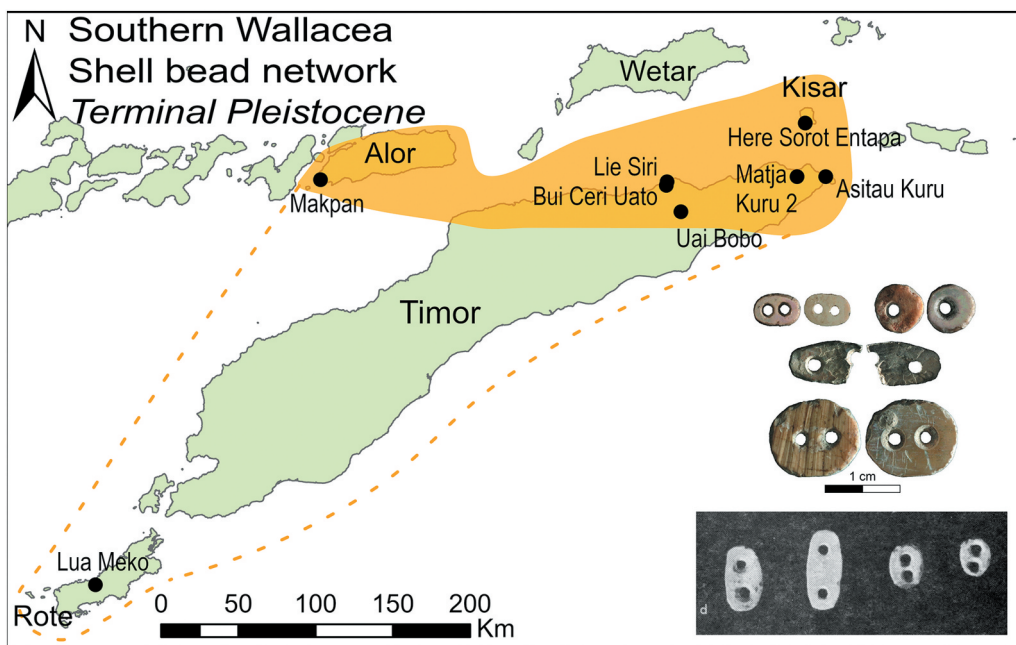 N
Southern Wallacea
Shell bead network
Terminal Pleistocene
Wetar
Kisar
Here Sorot Entapa
Alor
Makpan
Lie Siri
Bui Ceri Uato
Matja
Kuru 2
Asitau Kuru
Uai Bobo
Timor
1 cm
Lua Meko
Rote
0 50 100 150 200
Km
d